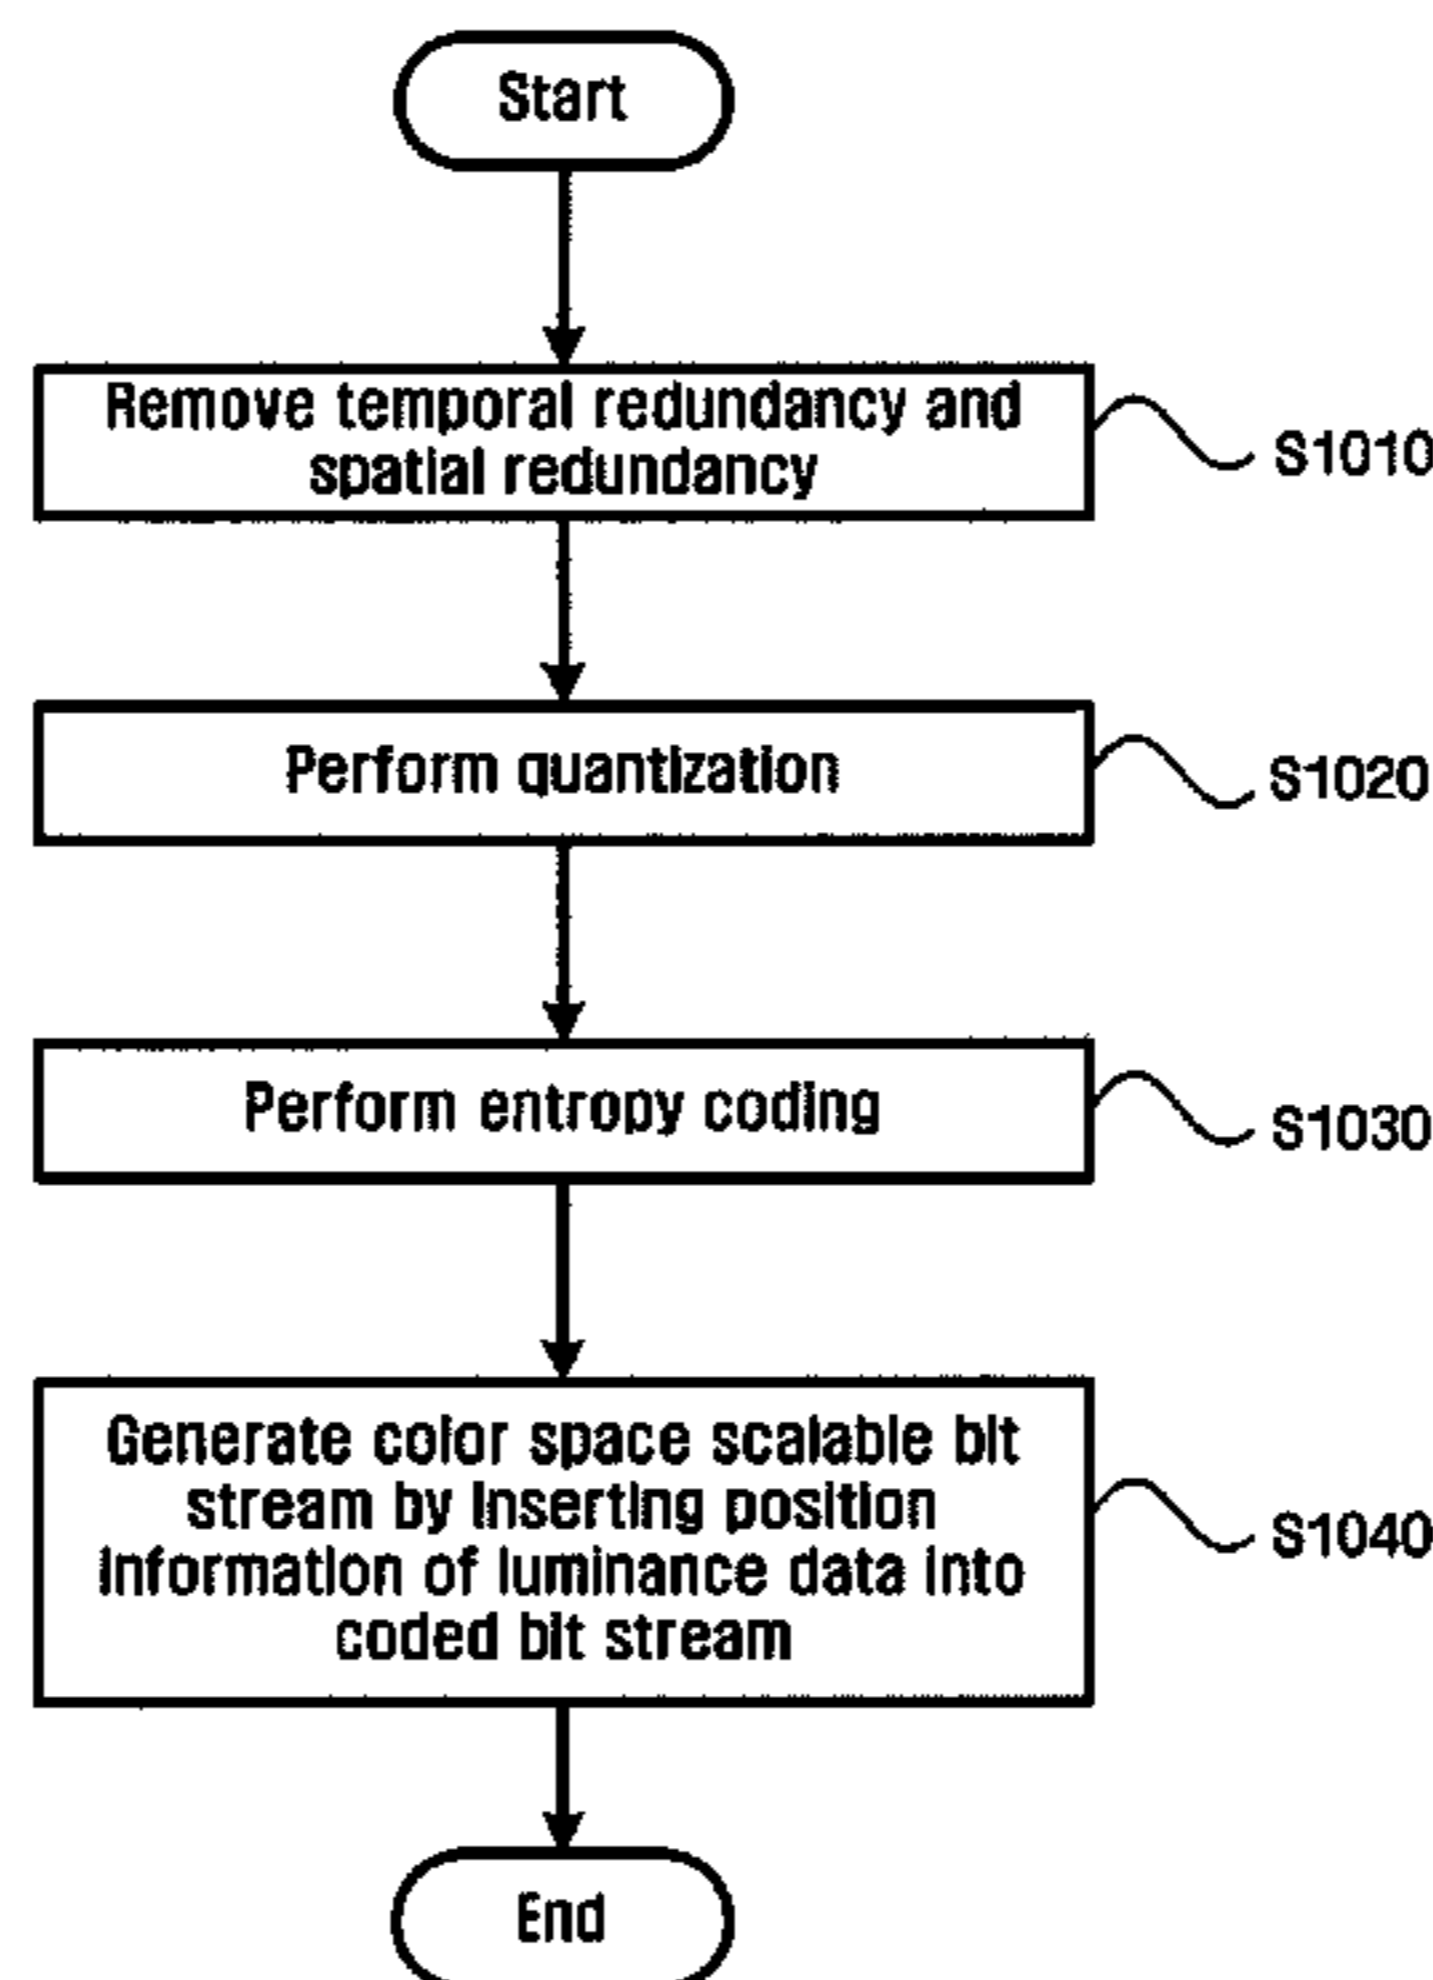 Start
Remove temporal redundancy and
spatial redundancy
S1010
Perform quantization
S1020
Perform entropy coding
S1030
Generate color space scalable bit
stream by inserting position
information of luminance data into
coded bit stream
S1040
End